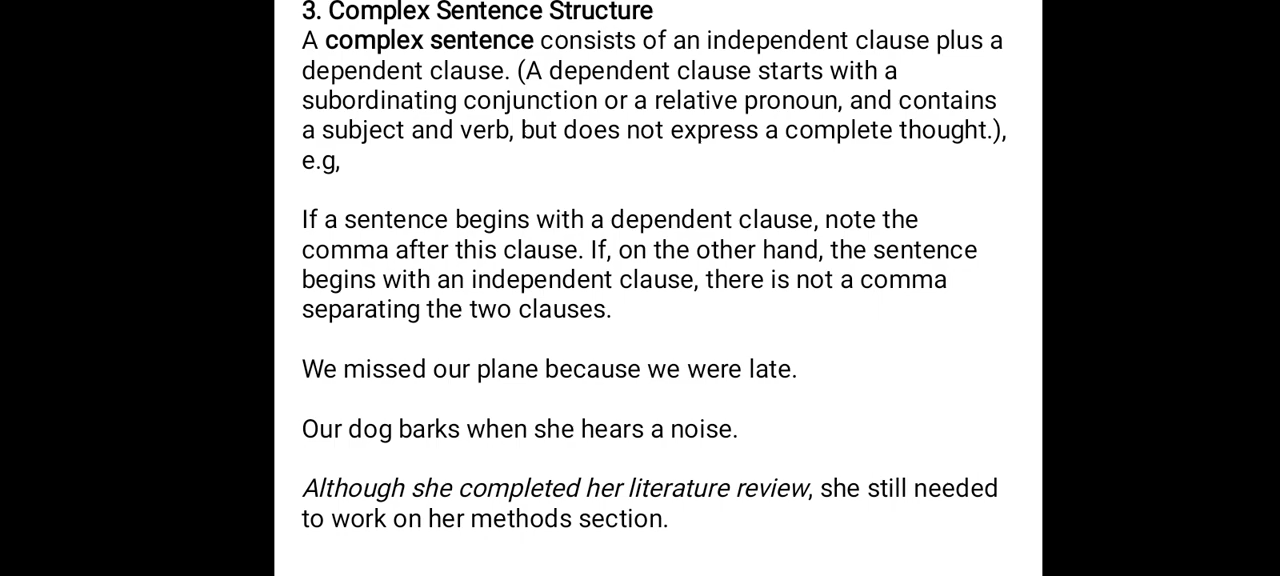 3. Complex Sentence Structure
A complex sentence consists of an independent clause plus a
dependent clause. (A dependent clause starts with a
subordinating conjunction or a relative pronoun, and contains
a subject and verb, but does not express a complete thought.),
e.g,
If a sentence begins with a dependent clause, note the
comma after this clause. If, on the other hand, the sentence
begins with an independent clause, there is not a comma
separating the two clauses.
We missed our plane because we were late.
Our dog barks when she hears a noise.
Although she completed her literature review, she still needed
to work on her methods section.